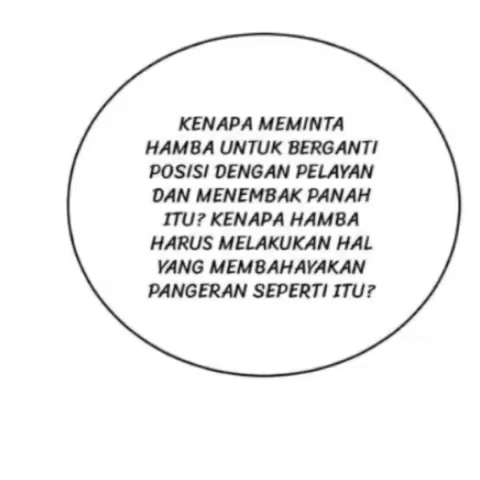 KENAPA MEMINTA
HAMBA UNTUK BERGANTI
POSISI DENGAN PELAYAN
DAN MENEMBAK PANAH
ITU? KENAPA HAMBA
HARUS MELAKUKAN HAL
YANG MEMBAHAYAKAN
PANGERAN SEPERTI ITU?